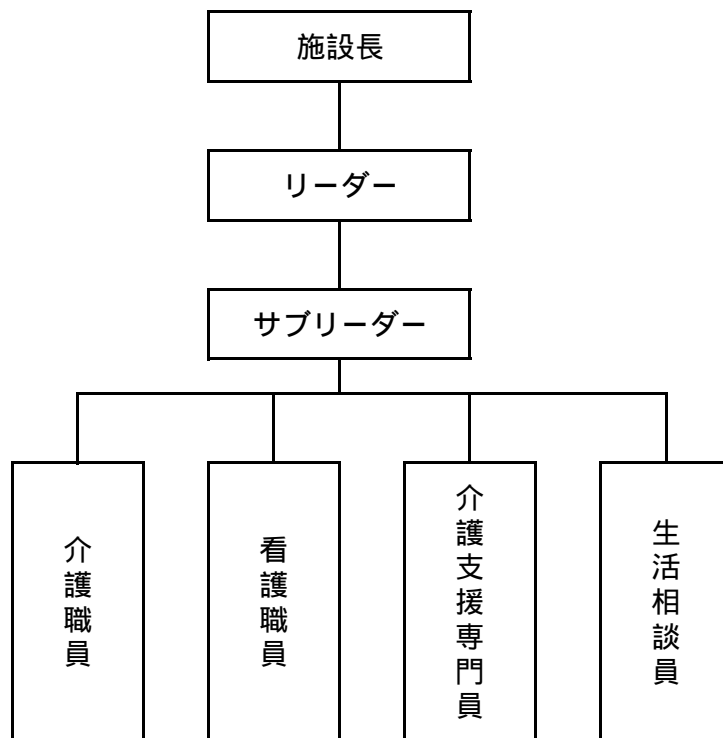 施設長
リーダー
サブリーダー
介護職員
看護職員
介護支援専門員
生活相談員